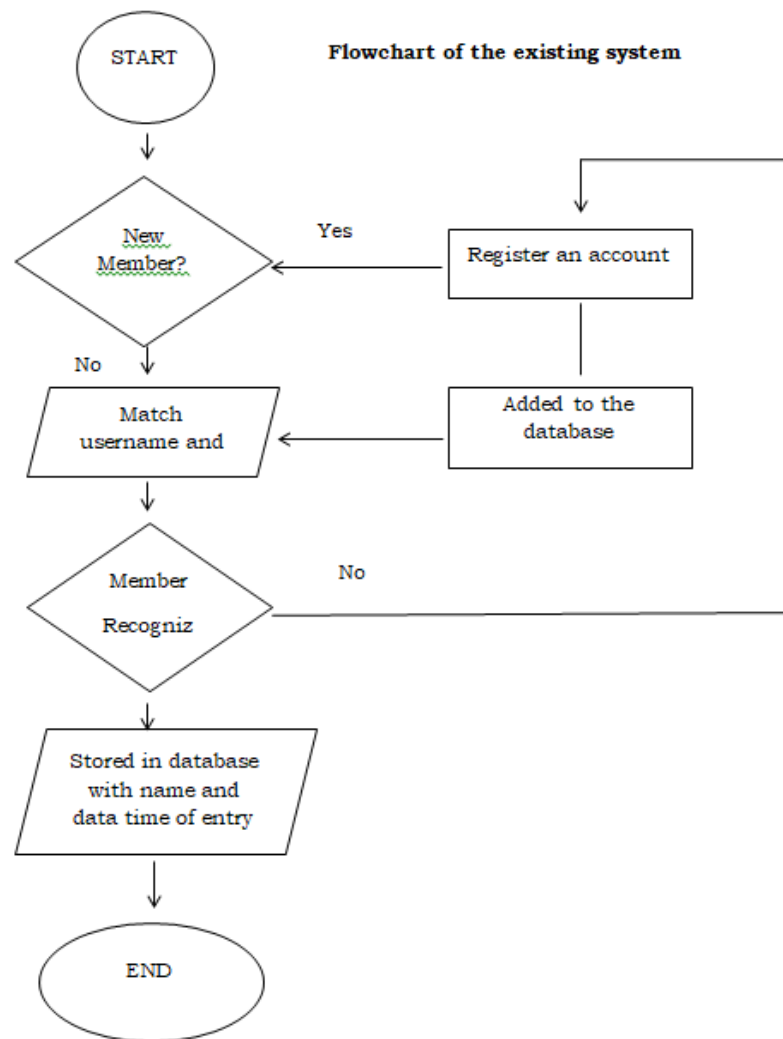 START
Flowchart of the existing system
New
Member?
Yes
Register an account
No
Match
username and
Added to the
database
Member
Recogniz
No
Stored in database
with name and
data time of entry
END